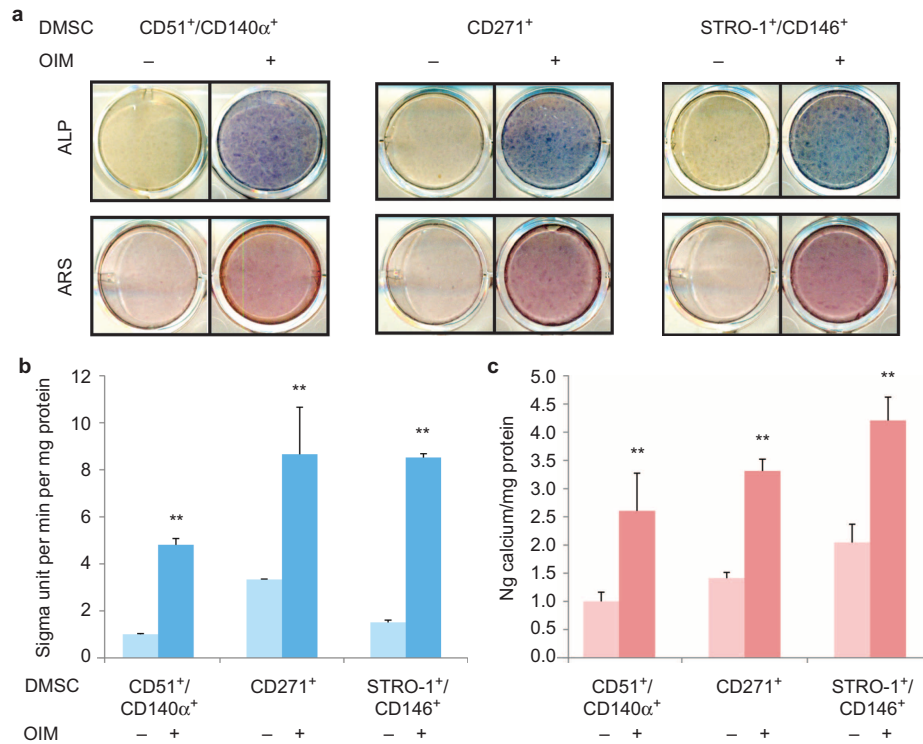 a
DMSC CD51⁺/CD140α⁺ CD271⁺ STRO-1⁺/CD146⁺
OIM – + – + – +
ALP
ARS
b
Sigma unit per min per mg protein
12
10
8
6
4
2
0
** ** **
DMSC CD51⁺/ CD271⁺ STRO-1⁺/
CD140α⁺ CD146⁺
OIM – + – + – +
c
Ng calcium/mg protein
5.0
4.5
4.0
3.5
3.0
2.5
2.0
1.5
1.0
0.5
0.0
** ** **
CD51⁺/ CD271⁺ STRO-1⁺/
CD140α⁺ CD146⁺
– + – + – +